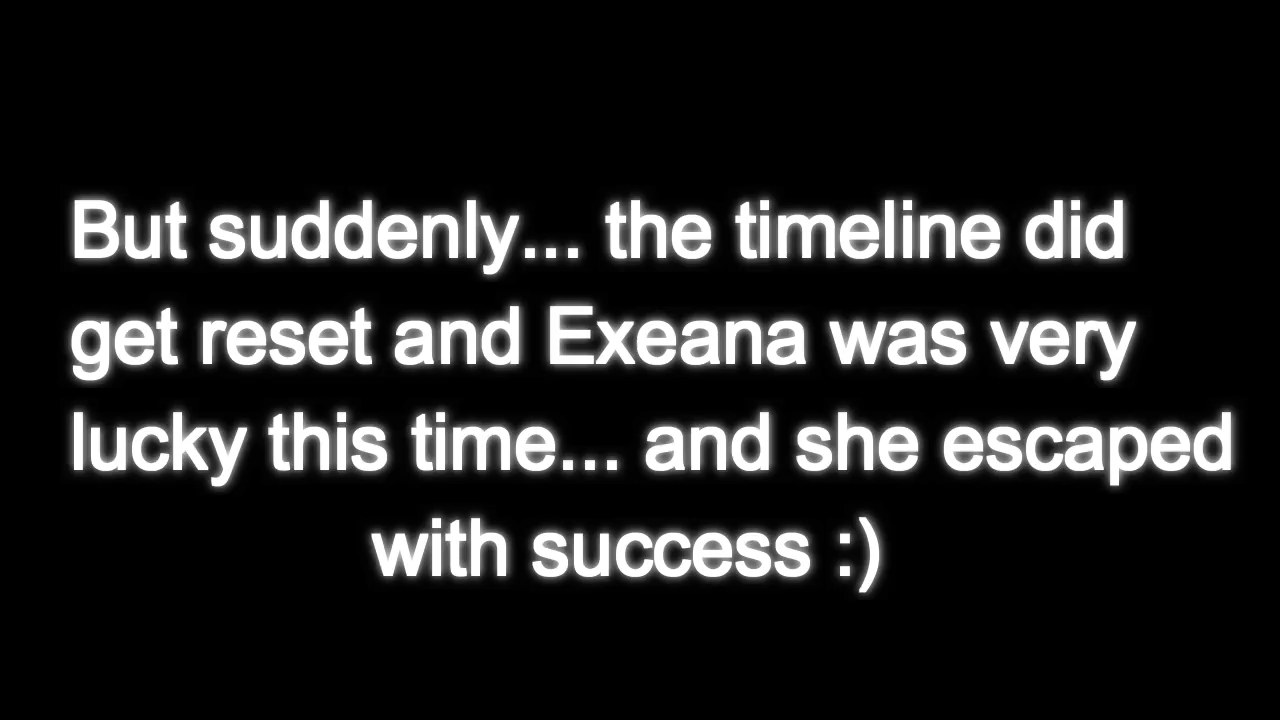 But suddenly... the timeline did
get reset and Exeana was very
lucky this time... and she escaped
with success :)